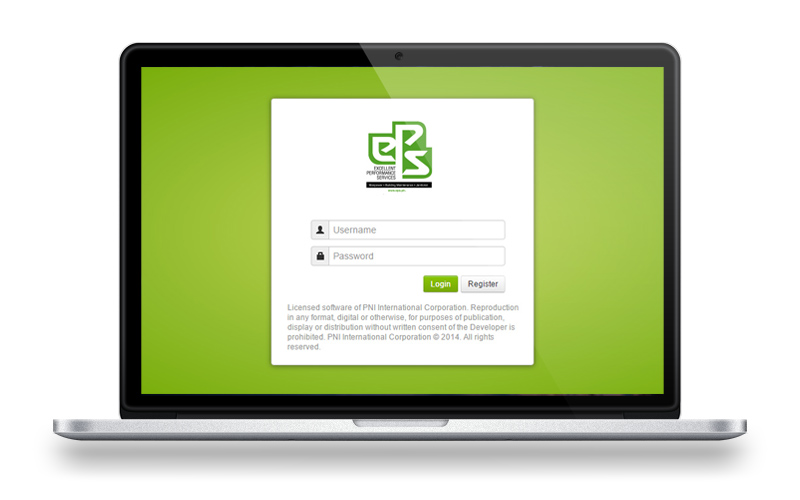 ePS
EXCELLENT
PERFORMANCE
SERVICES
Username
Password
Login Register
Licensed software of PNI International Corporation. Reproduction
in any format, digital or otherwise, for purposes of publication,
display or distribution without written consent of the Developer is
prohibited. PNI International Corporation © 2014. All rights
reserved.